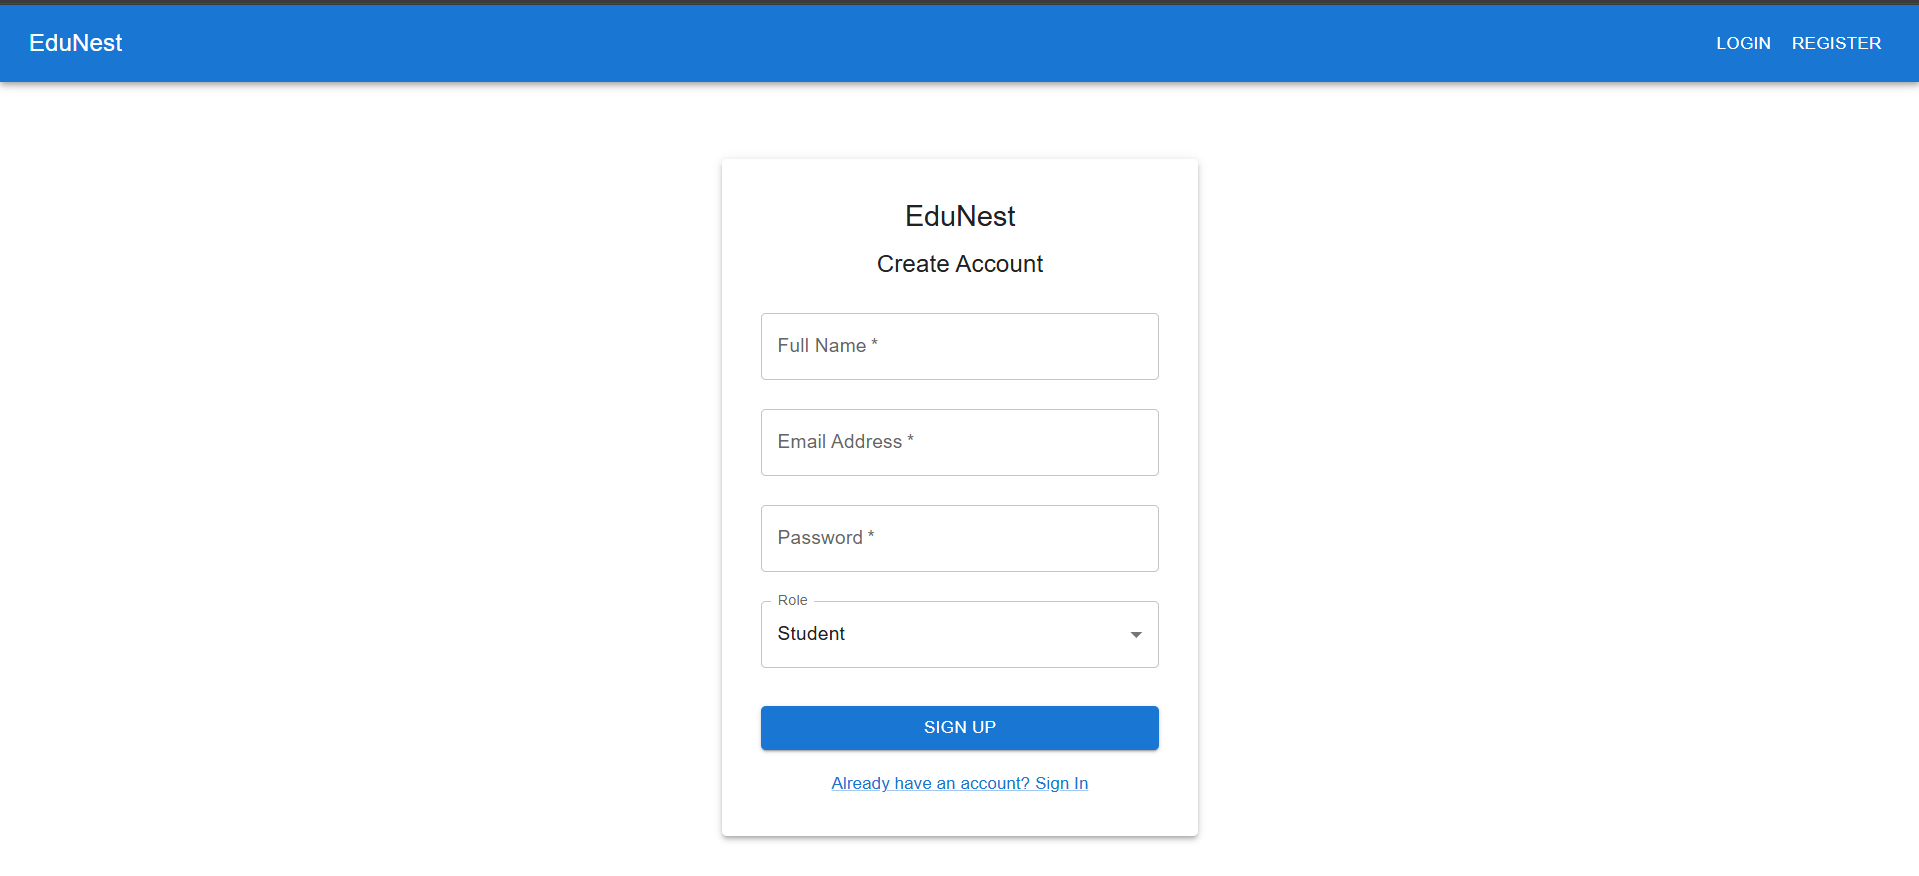 EduNest
LOGIN REGISTER
EduNest
Create Account
Full Name *
Email Address *
Password *
Role
Student
SIGN UP
Already have an account? Sign In